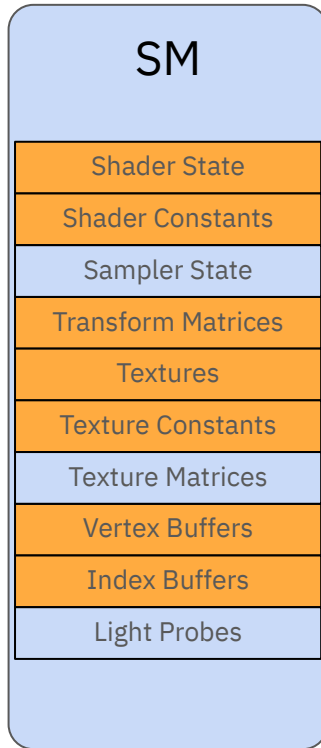 SM
Shader State
Shader Constants
Sampler State
Transform Matrices
Textures
Texture Constants
Texture Matrices
Vertex Buffers
Index Buffers
Light Probes